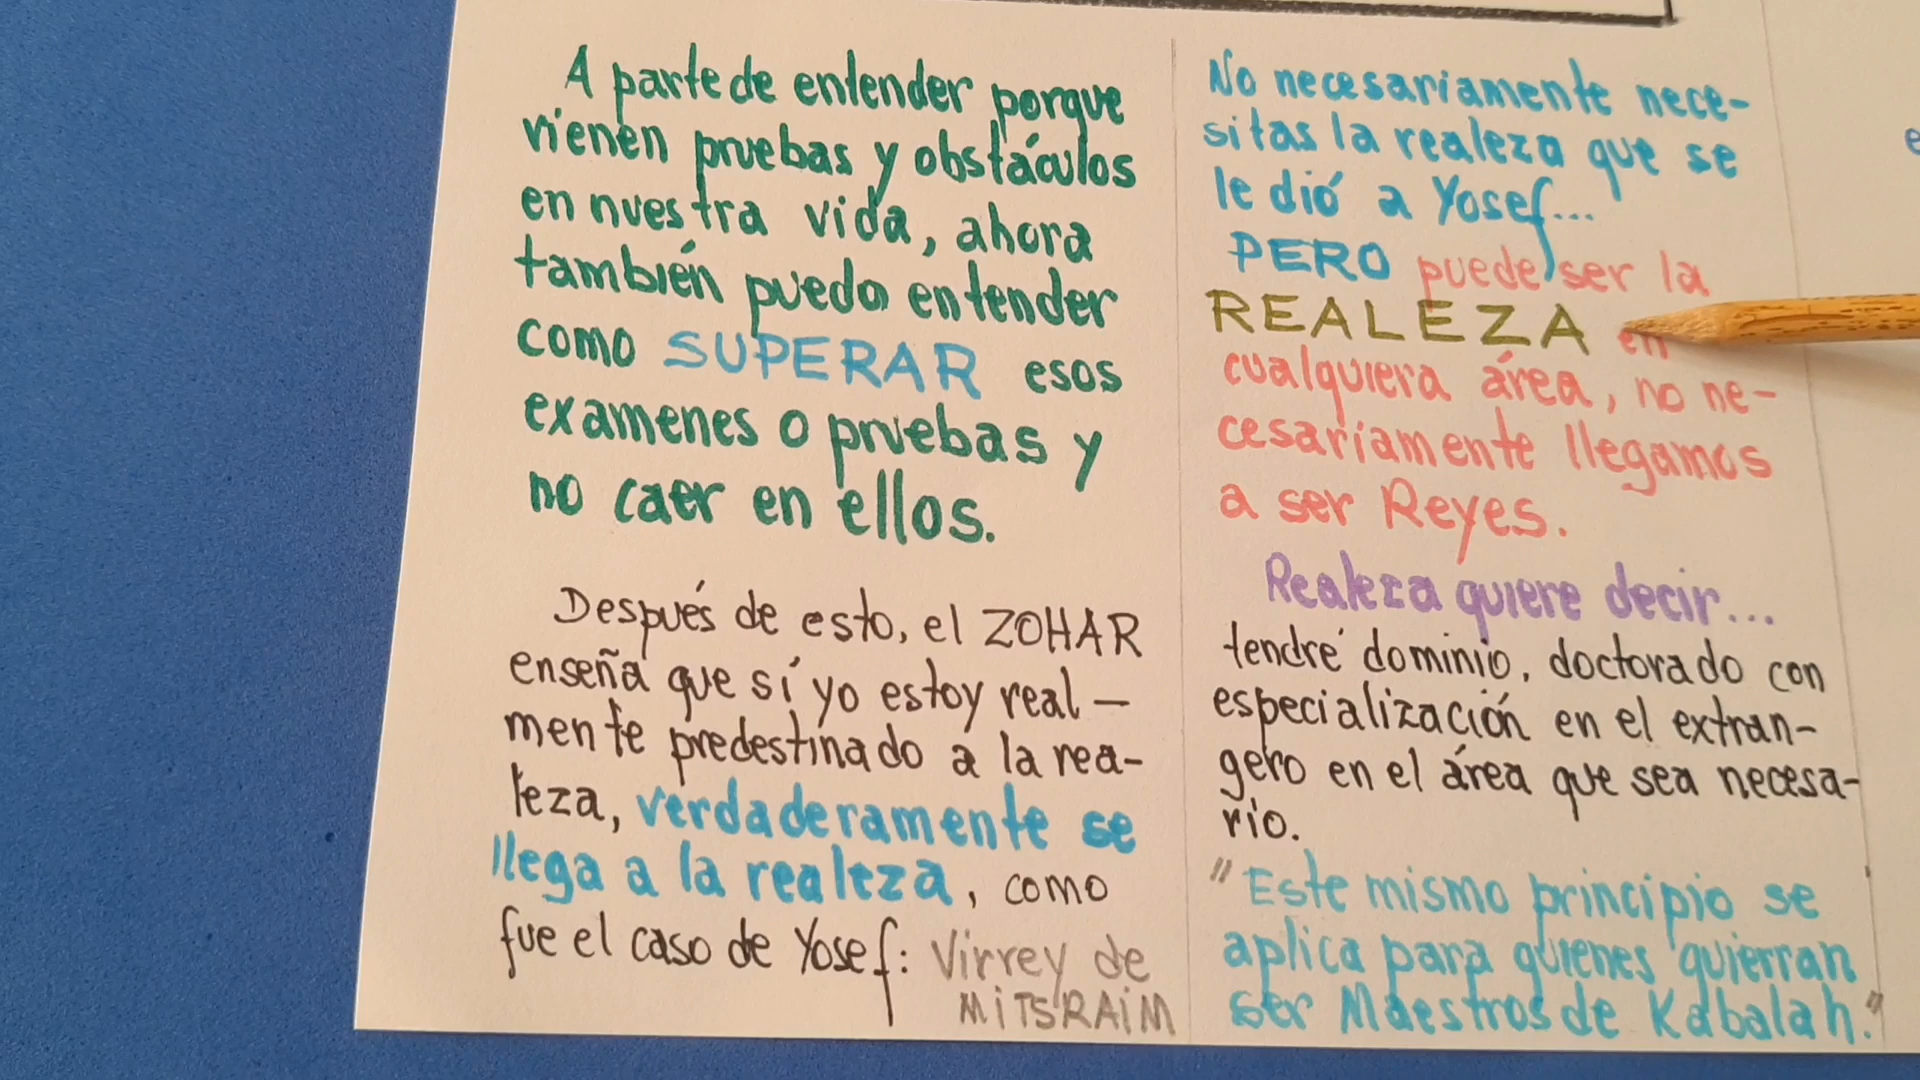 A parte de entender porque
vienen pruebas y obstáculos
en nuestra vida, ahora
también puedo entender
como SUPERAR esos
examenes o pruebas y
no caer en ellos.
Después de esto, el ZOHAR
enseña que sí yo estoy real-
mente predestinado a la rea-
leza, verdaderamente se
llega a la realeza, como
fue el caso de Yosef: Virrey de
MiTSRAiM
No necesariamente nece-
sitas la realeza que se
le dió a Yosef...
PERO puede ser la
REALEZA en
cualquiera área, no ne-
cesariamente llegamos
a ser Reyes.
Realeza quiere decir...
tendré dominio, doctorado con
especialización en el extran-
gero en el área que sea necesa-
rio.
"Este mismo principio se
aplica para quienes quierran
ser Maestros de Kabalah."